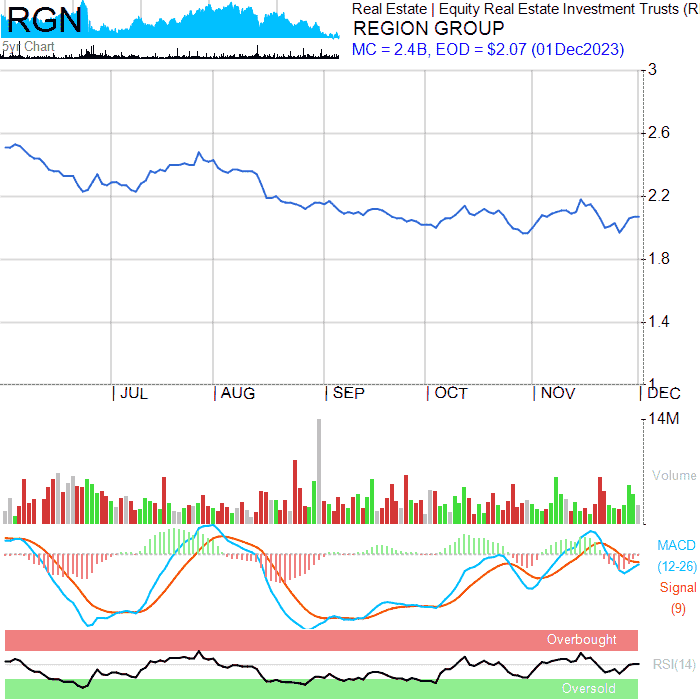 RGN
5yr Chart
Real Estate | Equity Real Estate Investment Trusts (R
REGION GROUP
MC = 2.4B, EOD = $2.07 (01Dec2023)
3
2.6
2.2
1.8
1.4
1
JUL AUG SEP OCT NOV DEC
14M
Volume
MACD
(12-26)
Signal
(9)
Overbought
RSI(14)
Oversold